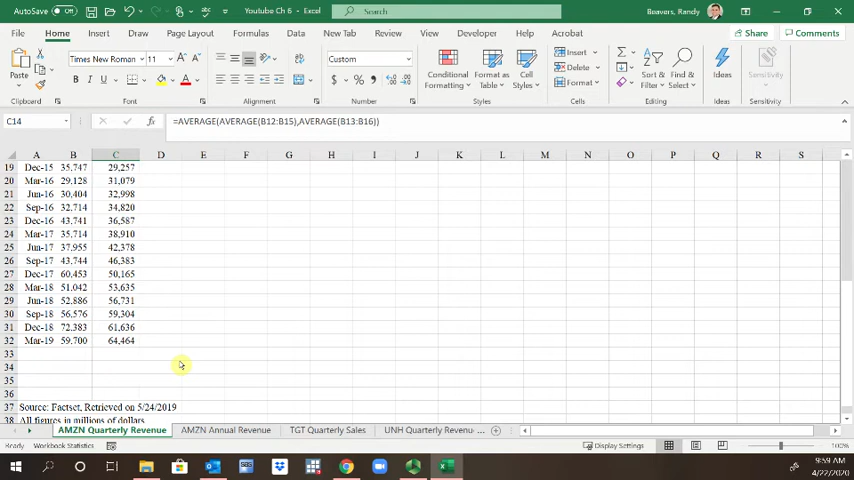 AutoSave Off Youtube Ch 6 - Excel Search Beavers, Randy
File Home Insert Draw Page Layout Formulas Data New Tab Review View Developer Help Acrobat Share Comments
Paste Times New Roman 11 A A Custom Conditional Formatting Format as Table Cell Styles Insert Delete Format Sort & Filter Find & Select Ideas Sensitivity
B I U A $ % 9
Clipboard Font Alignment Number Styles Cells Editing Ideas Sensitivity
C14 fx =AVERAGE(AVERAGE(B12:B15),AVERAGE(B13:B16))
A B C D E F G H I J K L M N O P Q R S
19 Dec-15 35,747 29,257
20 Mar-16 29,128 31,079
21 Jun-16 30,404 32,998
22 Sep-16 32,714 34,820
23 Dec-16 43,741 36,587
24 Mar-17 35,714 38,910
25 Jun-17 37,955 42,378
26 Sep-17 43,744 46,383
27 Dec-17 60,453 50,165
28 Mar-18 51,042 53,635
29 Jun-18 52,886 56,731
30 Sep-18 56,576 59,304
31 Dec-18 72,383 61,636
32 Mar-19 59,700 64,464
33
34
35
36
37 Source: Factset, Retrieved on 5/24/2019
38 All figures in millions of dollars
AMZN Quarterly Revenue AMZN Annual Revenue TGT Quarterly Sales UNH Quarterly Revenu ...
Ready Workbook Statistics Display Settings 100%
9:59 AM
4/22/2020